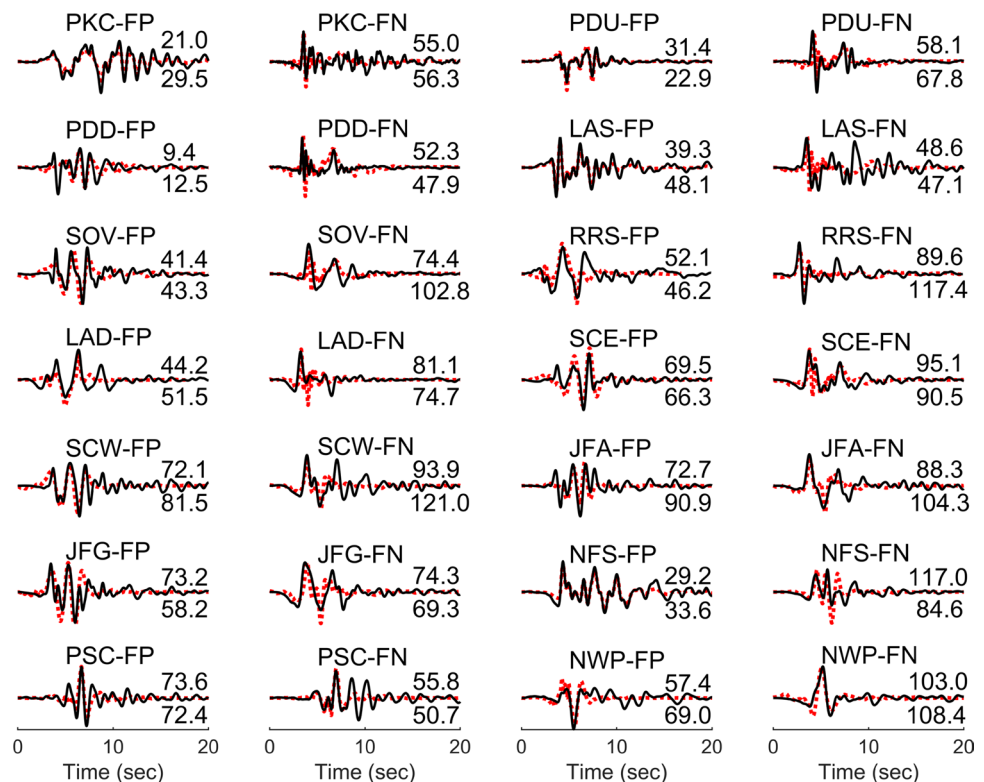 PKC-FP PKC-FN PDU-FP PDU-FN
21.0 55.0 31.4 58.1
29.5 56.3 22.9 67.8
PDD-FP PDD-FN LAS-FP LAS-FN
9.4 52.3 39.3 48.6
12.5 47.9 48.1 47.1
SOV-FP SOV-FN RRS-FP RRS-FN
41.4 74.4 52.1 89.6
43.3 102.8 46.2 117.4
LAD-FP LAD-FN SCE-FP SCE-FN
44.2 81.1 69.5 95.1
51.5 74.7 66.3 90.5
SCW-FP SCW-FN JFA-FP JFA-FN
72.1 93.9 72.7 88.3
81.5 121.0 90.9 104.3
JFG-FP JFG-FN NFS-FP NFS-FN
73.2 74.3 29.2 117.0
58.2 69.3 33.6 84.6
PSC-FP PSC-FN NWP-FP NWP-FN
73.6 55.8 57.4 103.0
72.4 50.7 69.0 108.4
0 10 20 0 10 20 0 10 20 0 10 20
Time (sec) Time (sec) Time (sec) Time (sec)